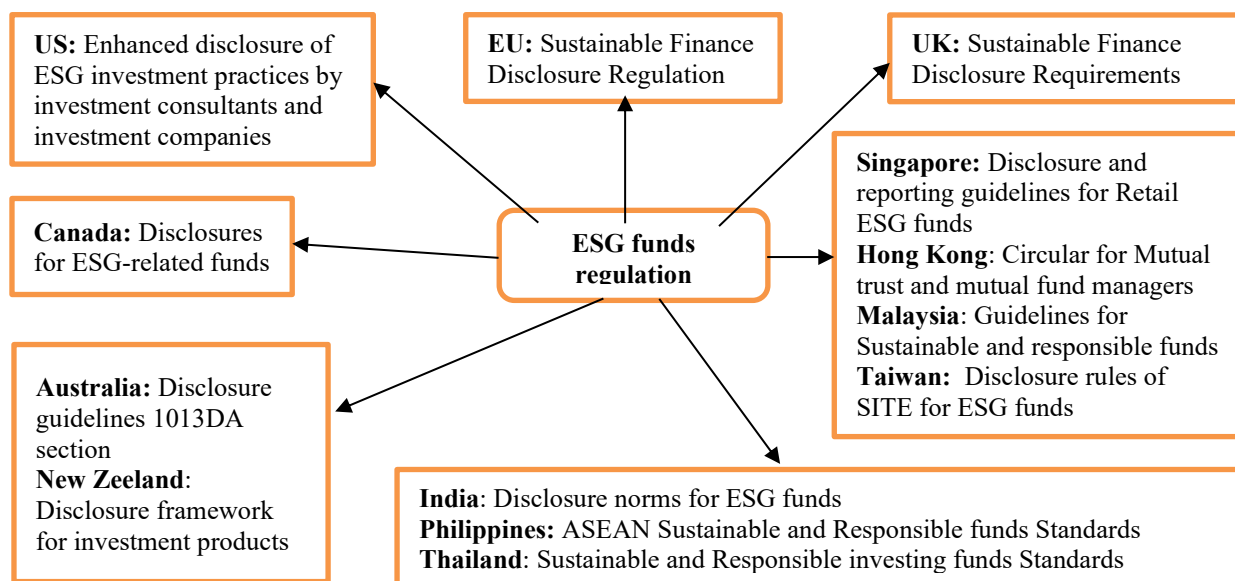 US: Enhanced disclosure of
ESG investment practices by
investment consultants and
investment companies
EU: Sustainable Finance
Disclosure Regulation
UK: Sustainable Finance
Disclosure Requirements
Canada: Disclosures
for ESG-related funds
ESG funds
regulation
Singapore: Disclosure and
reporting guidelines for Retail
ESG funds
Hong Kong: Circular for Mutual
trust and mutual fund managers
Malaysia: Guidelines for
Sustainable and responsible funds
Taiwan: Disclosure rules of
SITE for ESG funds
Australia: Disclosure
guidelines 1013DA
section
New Zeeland:
Disclosure framework
for investment products
India: Disclosure norms for ESG funds
Philippines: ASEAN Sustainable and Responsible funds Standards
Thailand: Sustainable and Responsible investing funds Standards